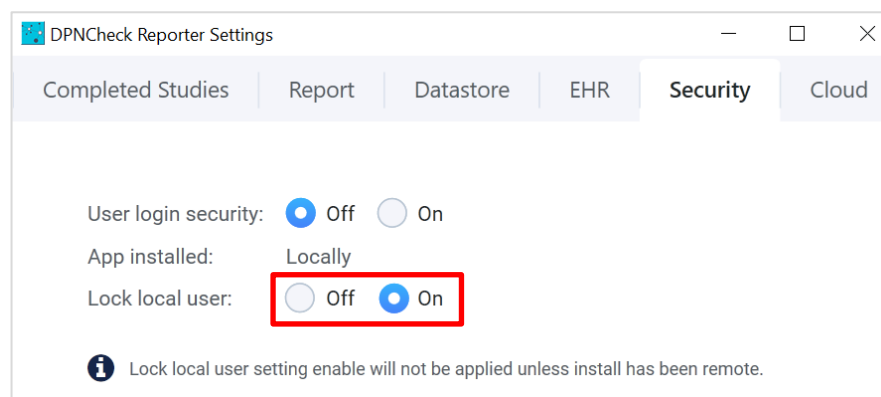 DPNCheck Reporter Settings
Completed Studies Report Datastore EHR Security Cloud
User login security: Off On
App installed: Locally
Lock local user: Off On
Lock local user setting enable will not be applied unless install has been remote.